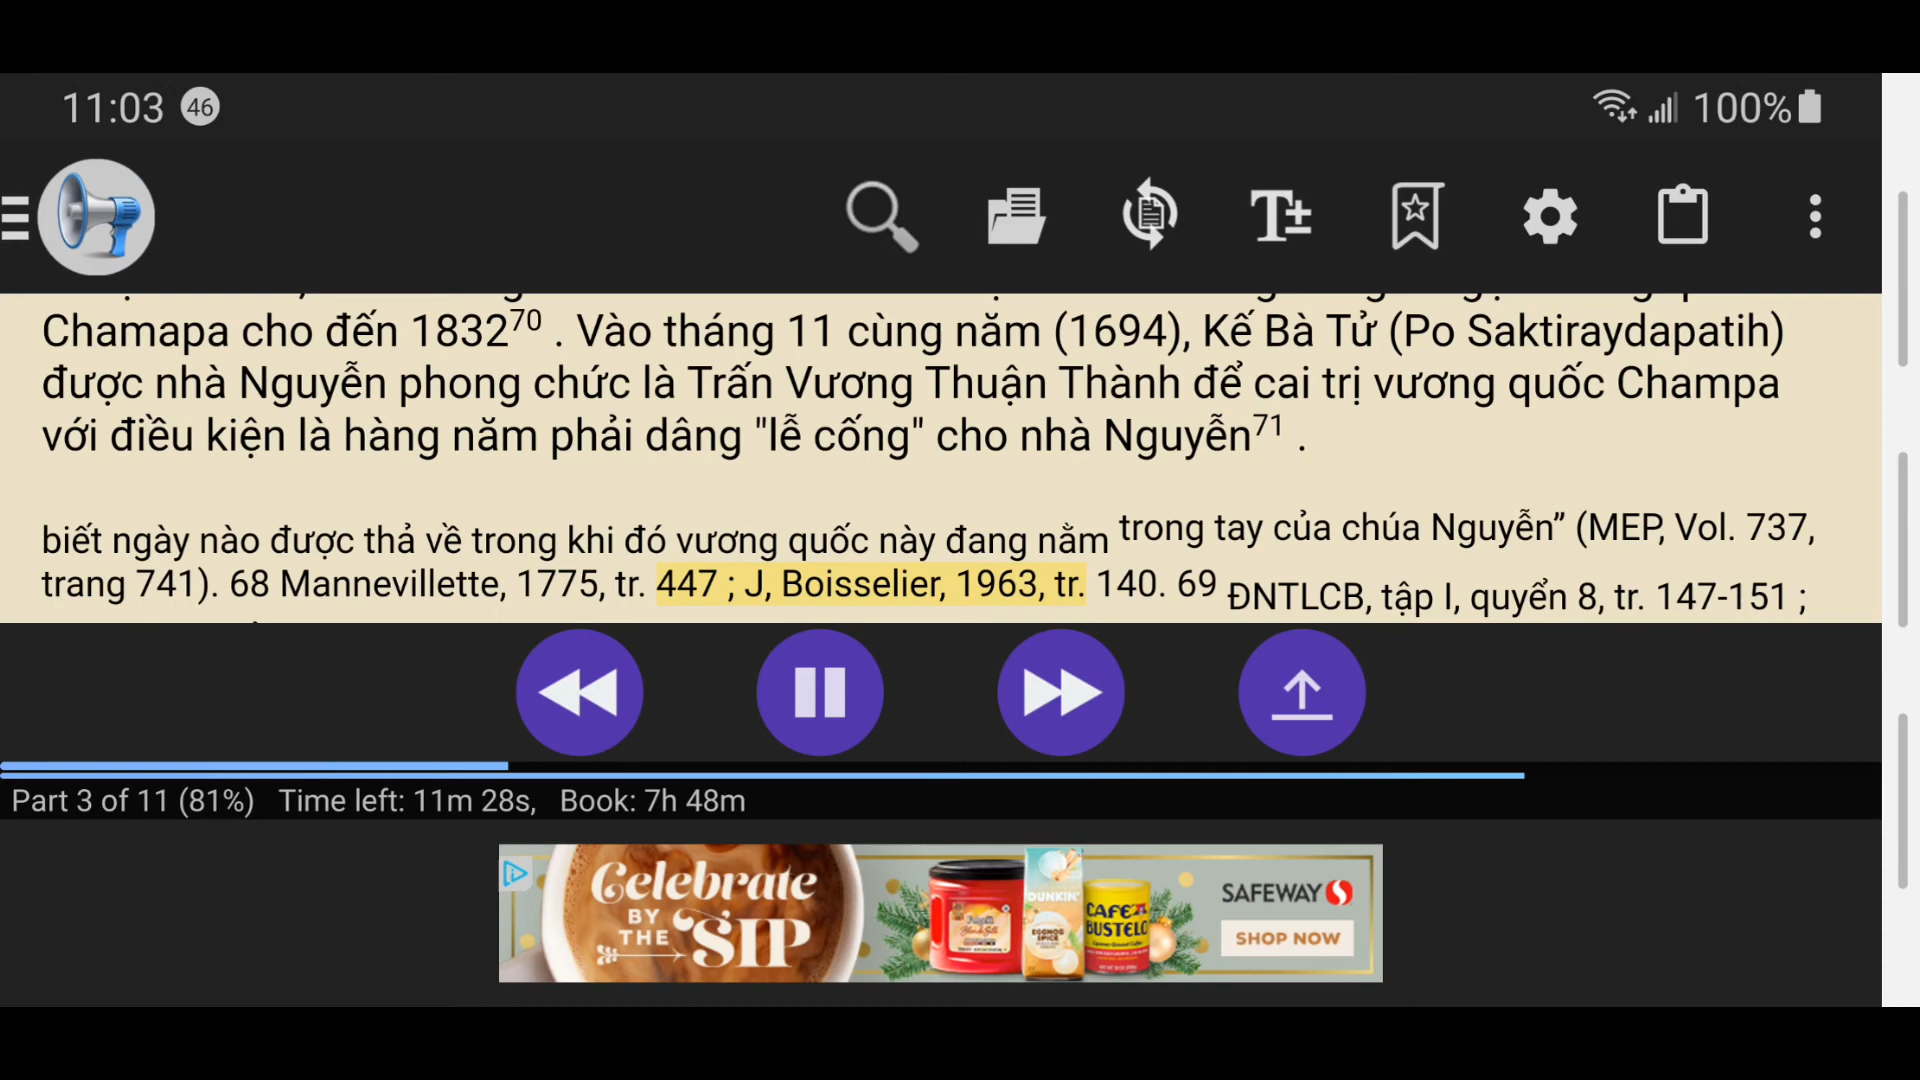 11:03 46 100%
Chamapa cho đến 1832⁷⁰ . Vào tháng 11 cùng năm (1694), Kế Bà Tử (Po Saktiraydapatih)
được nhà Nguyễn phong chức là Trấn Vương Thuận Thành để cai trị vương quốc Champa
với điều kiện là hàng năm phải dâng "lễ cống" cho nhà Nguyễn⁷¹ .
biết ngày nào được thả về trong khi đó vương quốc này đang nằm trong tay của chúa Nguyễn” (MEP, Vol. 737,
trang 741). 68 Mannevillette, 1775, tr. 447 ; J, Boisselier, 1963, tr. 140. 69 ĐNTLCB, tập I, quyển 8, tr. 147-151 ;
Part 3 of 11 (81%) Time left: 11m 28s, Book: 7h 48m
Celebrate
BY THE SIP
DUNKIN'
EGGNOG SPICE
CAFÉ BUSTELO
SAFEWAY
SHOP NOW